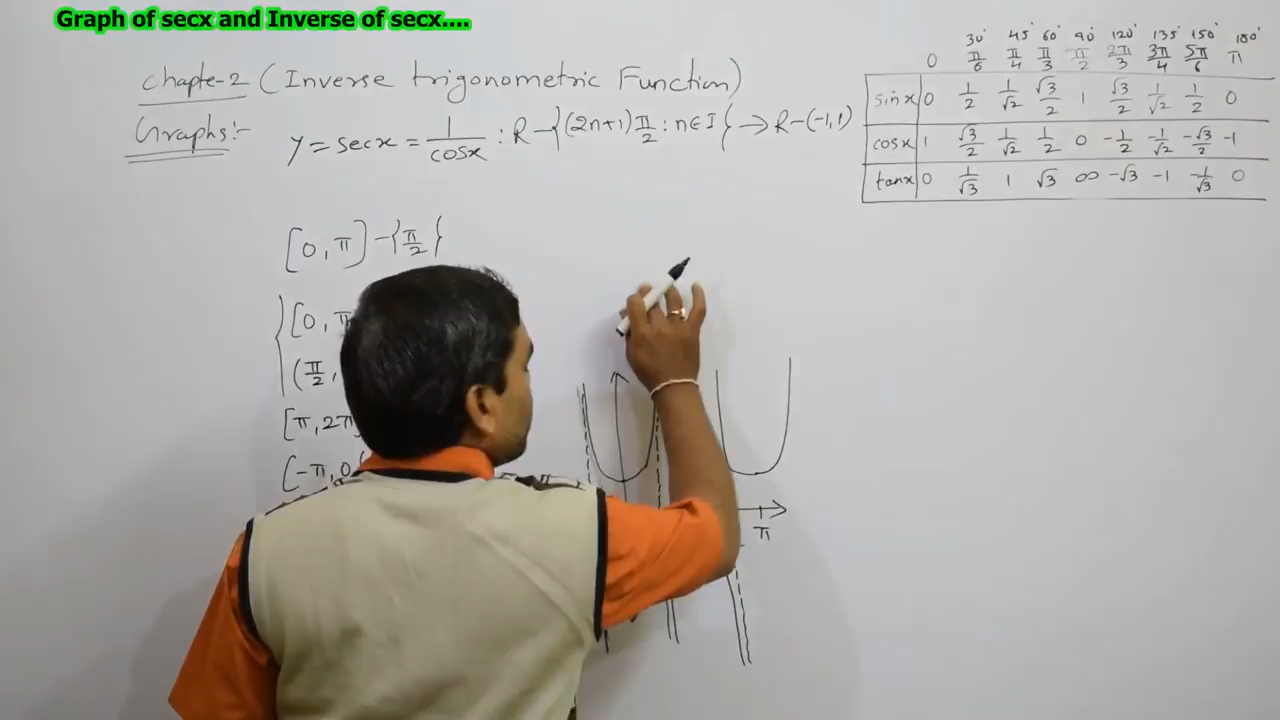 Graph of secx and Inverse of secx....
Chapte-2 (Inverse trigonometric Function)
Graphs:-
y = secx = 1/cosx : R - {(2n+1)π/2 : n ∈ I} → R - (-1,1)
30° 45° 60° 90° 120° 135° 150° 180°
0 π/6 π/4 π/3 π/2 2π/3 3π/4 5π/6 π
sinx 0 1/2 1/√2 √3/2 1 √3/2 1/√2 1/2 0
cosx 1 √3/2 1/√2 1/2 0 -1/2 -1/√2 -√3/2 -1
tanx 0 1/√3 1 √3 ∞ -√3 -1 -1/√3 0
[0, π] - {π/2}
[0, π
(π/2,
[π, 2π]
[-π, 0
π